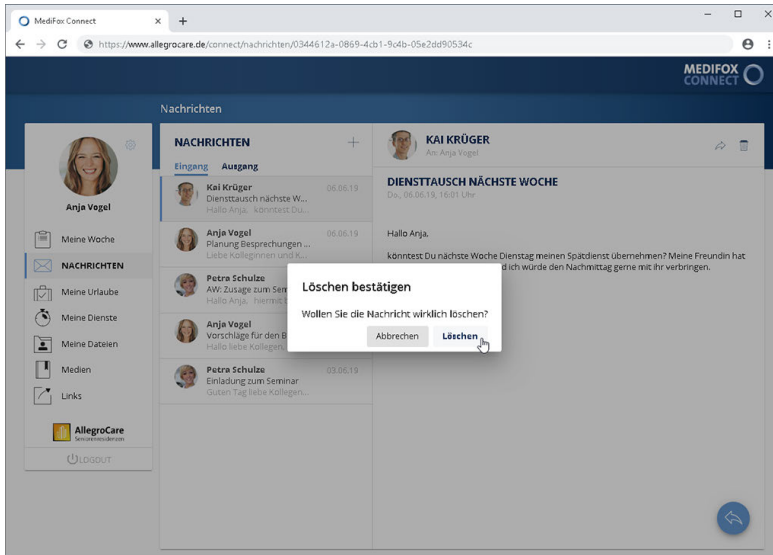 MediFox Connect
https://www.allegrocare.de/connect/nachrichten/0344612a-0869-4cb1-9c4b-05e2dd90534c
MEDIFOX
CONNECT
Nachrichten
Anja Vogel
Meine Woche
NACHRICHTEN
Meine Urlaube
Meine Dienste
Meine Dateien
Medien
Links
AllegroCare
Seniorenresidenzen
LOGOUT
NACHRICHTEN
Eingang Ausgang
Kai Krüger 06.06.19
Diensttausch nächste W...
Hallo Anja, könntest Du...
Anja Vogel 06.06.19
Planung Besprechungen ...
Liebe Kolleginnen und K...
Petra Schulze
AW: Zusage zum Sem
Hallo Anja, hiermit b
Anja Vogel
Vorschläge für den B
Hallo liebe Kollegen,
Petra Schulze 03.06.19
Einladung zum Seminar
Guten Tag liebe Kollegen...
KAI KRÜGER
An: Anja Vogel
DIENSTTAUSCH NÄCHSTE WOCHE
Do., 06.06.19, 16:01 Uhr
Hallo Anja,
könntest Du nächste Woche Dienstag meinen Spätdienst übernehmen? Meine Freundin hat
d ich würde den Nachmittag gerne mit ihr verbringen.
Löschen bestätigen
Wollen Sie die Nachricht wirklich löschen?
Abbrechen Löschen